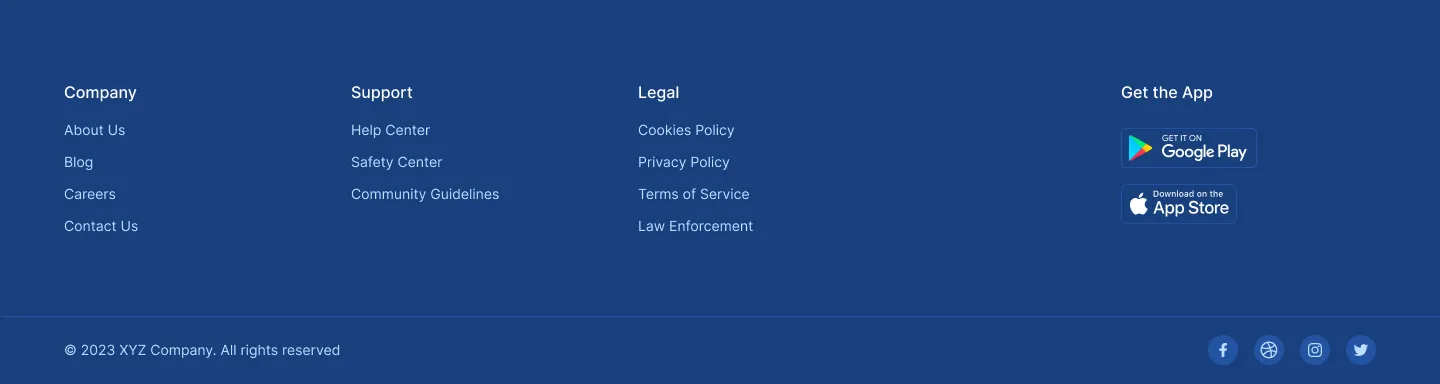 Company
About Us
Blog
Careers
Contact Us
Support
Help Center
Safety Center
Community Guidelines
Legal
Cookies Policy
Privacy Policy
Terms of Service
Law Enforcement
Get the App
GET IT ON
Google Play
Download on the
App Store
© 2023 XYZ Company. All rights reserved